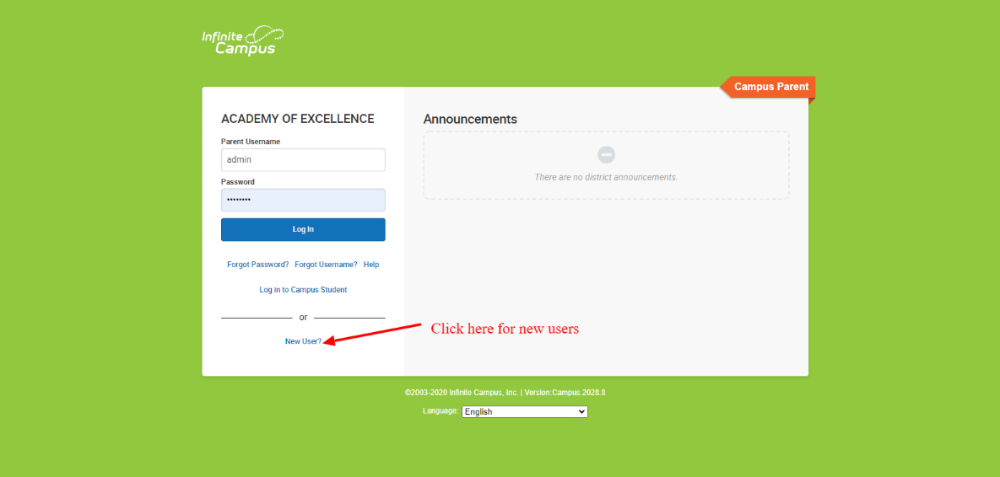 Infinite
Campus
Campus Parent
ACADEMY OF EXCELLENCE
Parent Username
admin
Password
••••••••
Log In
Forgot Password? Forgot Username? Help
Log in to Campus Student
or
New User?
Announcements
There are no district announcements.
Click here for new users
©2003-2020 Infinite Campus, Inc. | Version:Campus.2028.8
Language: English